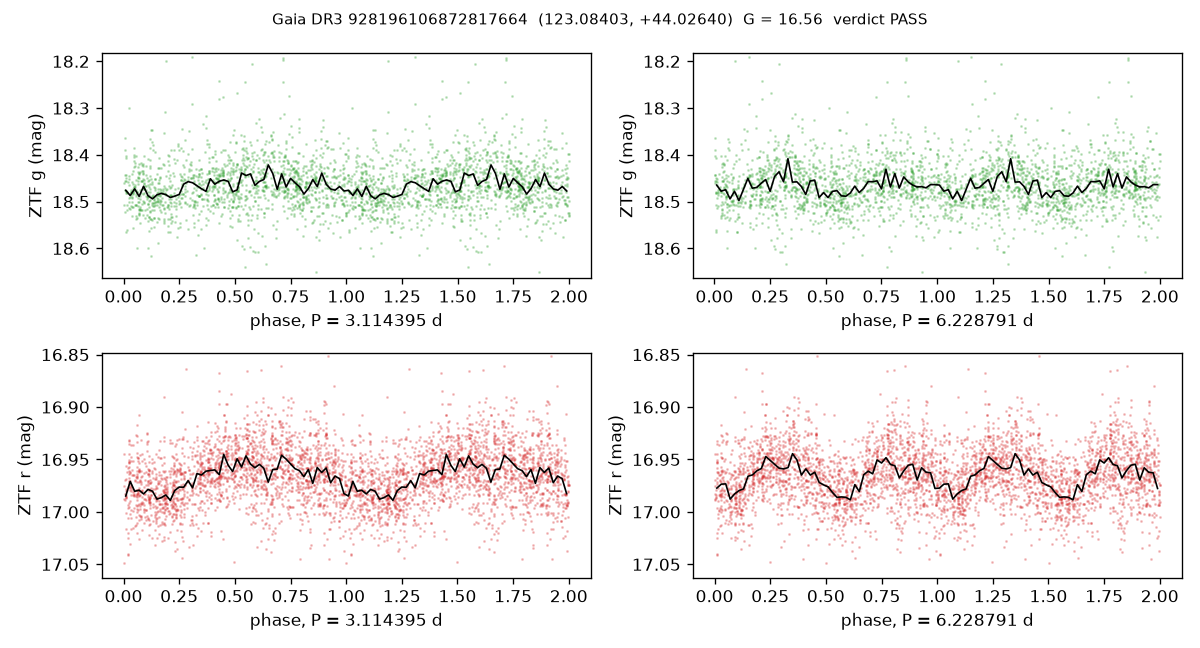 Gaia DR3 928196106872817664  (123.08403, +44.02640)  G = 16.56  verdict PASS
ZTF g (mag)
18.2
18.3
18.4
18.5
18.6
0.00 0.25 0.50 0.75 1.00 1.25 1.50 1.75 2.00
phase, P = 3.114395 d
ZTF g (mag)
18.2
18.3
18.4
18.5
18.6
0.00 0.25 0.50 0.75 1.00 1.25 1.50 1.75 2.00
phase, P = 6.228791 d
ZTF r (mag)
16.85
16.90
16.95
17.00
17.05
0.00 0.25 0.50 0.75 1.00 1.25 1.50 1.75 2.00
phase, P = 3.114395 d
ZTF r (mag)
16.85
16.90
16.95
17.00
17.05
0.00 0.25 0.50 0.75 1.00 1.25 1.50 1.75 2.00
phase, P = 6.228791 d